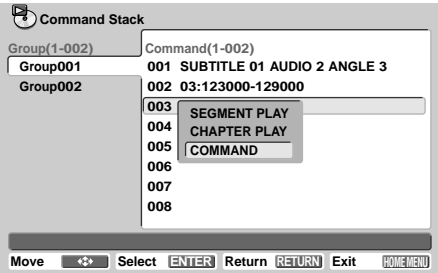 Command Stack
Group(1-002) Command(1-002)
Group001 001 SUBTITLE 01 AUDIO 2 ANGLE 3
Group002 002 03:123000-129000
003
SEGMENT PLAY
004
CHAPTER PLAY
005 COMMAND
006
007
008
Move Select ENTER Return RETURN Exit HOME MENU